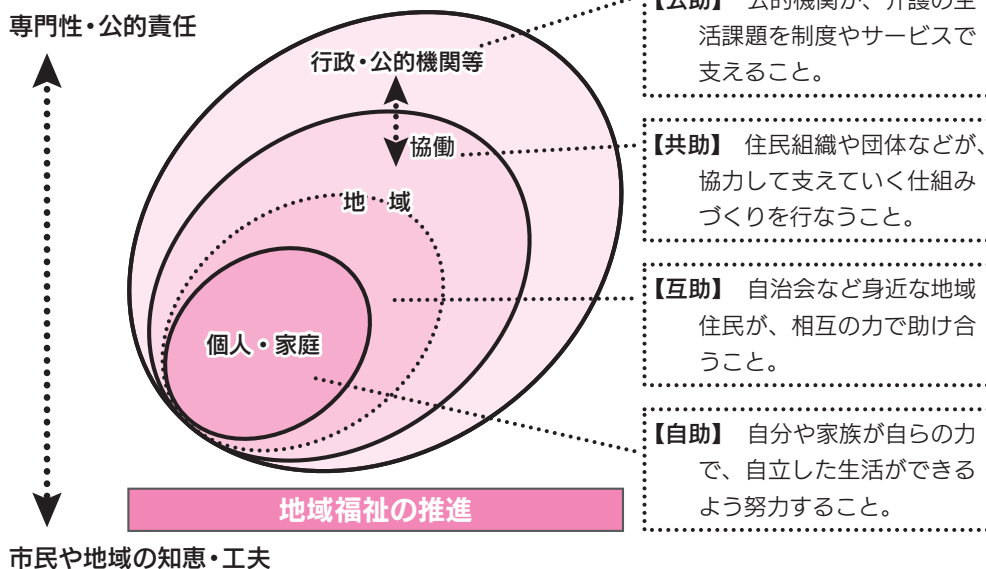 専門性・公的責任
行政・公的機関等
協働
地 域
個人・家庭
地域福祉の推進
市民や地域の知恵・工夫
【公助】 公的機関が、介護の生
活課題を制度やサービスで
支えること。
【共助】 住民組織や団体などが、
協力して支えていく仕組み
づくりを行なうこと。
【互助】 自治会など身近な地域
住民が、相互の力で助け合
うこと。
【自助】 自分や家族が自らの力
で、自立した生活ができる
よう努力すること。